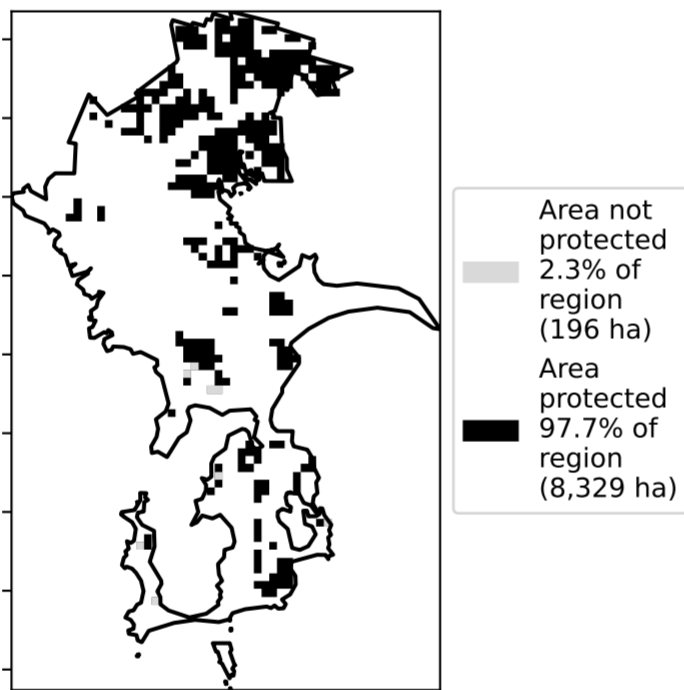 Area not
protected
2.3% of
region
(196 ha)
Area
protected
97.7% of
region
(8,329 ha)